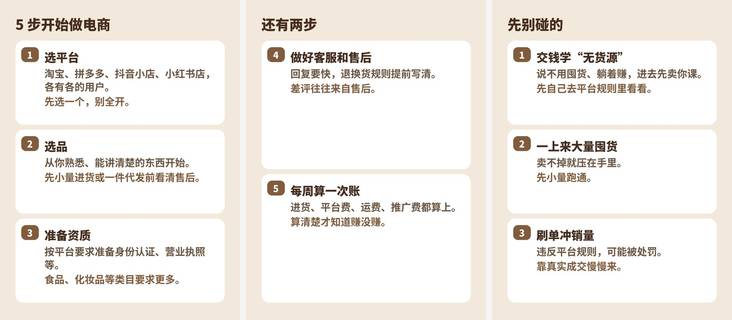 5 步开始做电商
1 选平台
淘宝、拼多多、抖音小店、小红书店，
各有各的用户。
先选一个，别全开。
2 选品
从你熟悉、能讲清楚的东西开始。
先小量进货或一件代发前看清售后。
3 准备资质
按平台要求准备身份认证、营业执照
等。
食品、化妆品等类目要求更多。
还有两步
4 做好客服和售后
回复要快，退换货规则提前写清。
差评往往来自售后。
5 每周算一次账
进货、平台费、运费、推广费都算上。
算清楚才知道赚没赚。
先别碰的
1 交钱学“无货源”
说不用囤货、躺着赚，进去先卖你课。
先自己去平台规则里看看。
2 一上来大量囤货
卖不掉就压在手里。
先小量跑通。
3 刷单冲销量
违反平台规则，可能被处罚。
靠真实成交慢慢来。